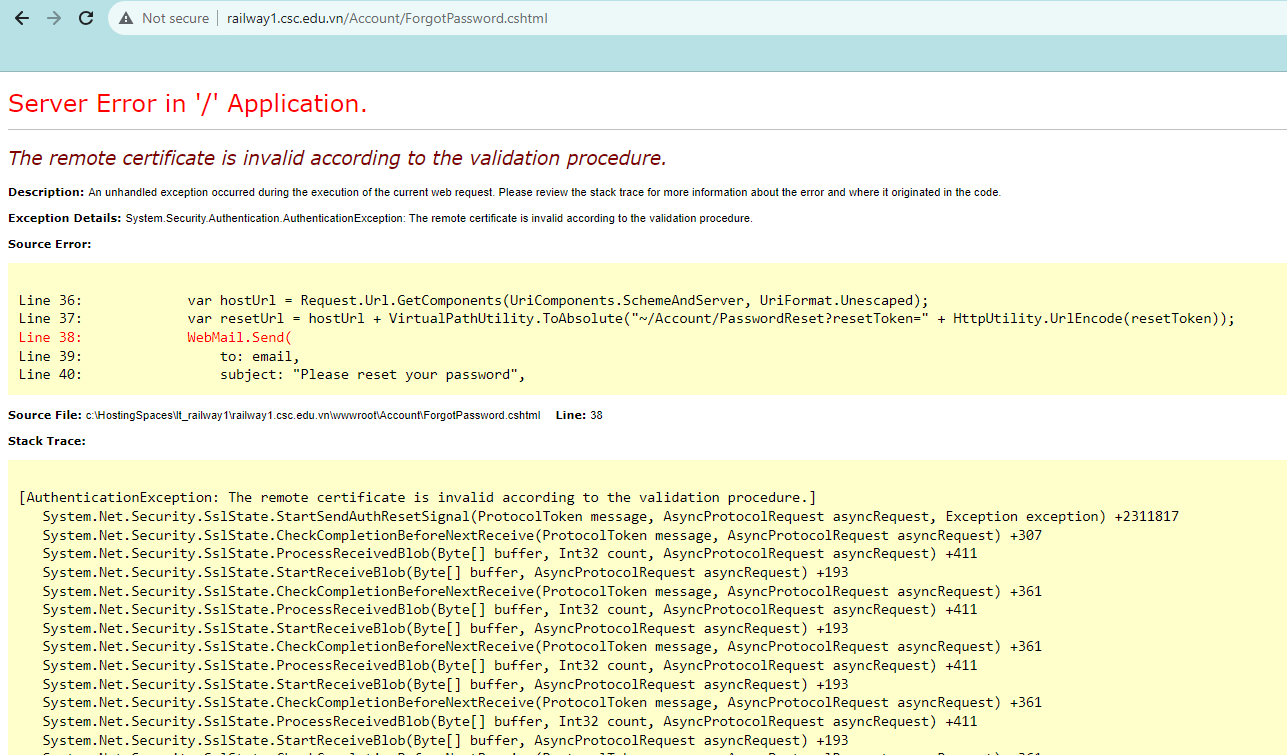 Not secure railway1.csc.edu.vn/Account/ForgotPassword.cshtml
Server Error in '/' Application.
The remote certificate is invalid according to the validation procedure.
Description: An unhandled exception occurred during the execution of the current web request. Please review the stack trace for more information about the error and where it originated in the code.
Exception Details: System.Security.Authentication.AuthenticationException: The remote certificate is invalid according to the validation procedure.
Source Error:
Line 36: var hostUrl = Request.Url.GetComponents(UriComponents.SchemeAndServer, UriFormat.Unescaped);
Line 37: var resetUrl = hostUrl + VirtualPathUtility.ToAbsolute("~/Account/PasswordReset?resetToken=" + HttpUtility.UrlEncode(resetToken));
Line 38: WebMail.Send(
Line 39: to: email,
Line 40: subject: "Please reset your password",
Source File: c:\HostingSpaces\lt_railway1\railway1.csc.edu.vn\wwwroot\Account\ForgotPassword.cshtml Line: 38
Stack Trace:
[AuthenticationException: The remote certificate is invalid according to the validation procedure.]
System.Net.Security.SslState.StartSendAuthResetSignal(ProtocolToken message, AsyncProtocolRequest asyncRequest, Exception exception) +2311817
System.Net.Security.SslState.CheckCompletionBeforeNextReceive(ProtocolToken message, AsyncProtocolRequest asyncRequest) +307
System.Net.Security.SslState.ProcessReceivedBlob(Byte[] buffer, Int32 count, AsyncProtocolRequest asyncRequest) +411
System.Net.Security.SslState.StartReceiveBlob(Byte[] buffer, AsyncProtocolRequest asyncRequest) +193
System.Net.Security.SslState.CheckCompletionBeforeNextReceive(ProtocolToken message, AsyncProtocolRequest asyncRequest) +361
System.Net.Security.SslState.ProcessReceivedBlob(Byte[] buffer, Int32 count, AsyncProtocolRequest asyncRequest) +411
System.Net.Security.SslState.StartReceiveBlob(Byte[] buffer, AsyncProtocolRequest asyncRequest) +193
System.Net.Security.SslState.CheckCompletionBeforeNextReceive(ProtocolToken message, AsyncProtocolRequest asyncRequest) +361
System.Net.Security.SslState.ProcessReceivedBlob(Byte[] buffer, Int32 count, AsyncProtocolRequest asyncRequest) +411
System.Net.Security.SslState.StartReceiveBlob(Byte[] buffer, AsyncProtocolRequest asyncRequest) +193
System.Net.Security.SslState.CheckCompletionBeforeNextReceive(ProtocolToken message, AsyncProtocolRequest asyncRequest) +361
System.Net.Security.SslState.ProcessReceivedBlob(Byte[] buffer, Int32 count, AsyncProtocolRequest asyncRequest) +411
System.Net.Security.SslState.StartReceiveBlob(Byte[] buffer, AsyncProtocolRequest asyncRequest) +193